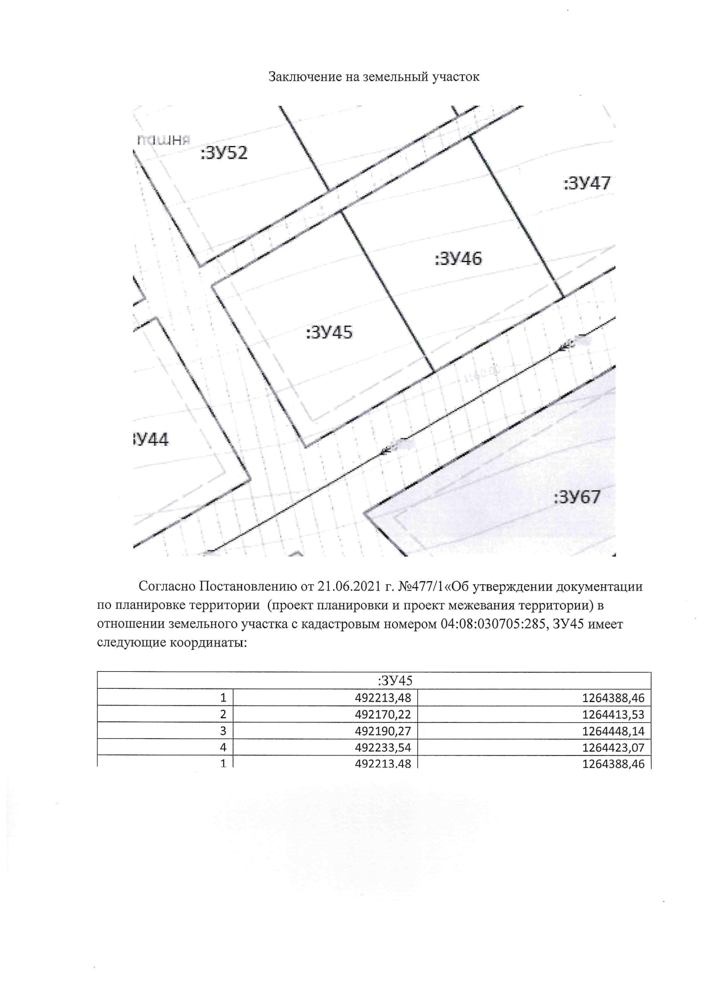 Заключение на земельный участок
пашня
:ЗУ52
:ЗУ47
:ЗУ46
:ЗУ45
ЗУ44
:ЗУ67
Согласно Постановлению от 21.06.2021 г. №477/1«Об утверждении документации
по планировке территории (проект планировки и проект межевания территории) в
отношении земельного участка с кадастровым номером 04:08:030705:285, ЗУ45 имеет
следующие координаты:
:ЗУ45
1 492213,48 1264388,46
2 492170,22 1264413,53
3 492190,27 1264448,14
4 492233,54 1264423,07
1 492213,48 1264388,46